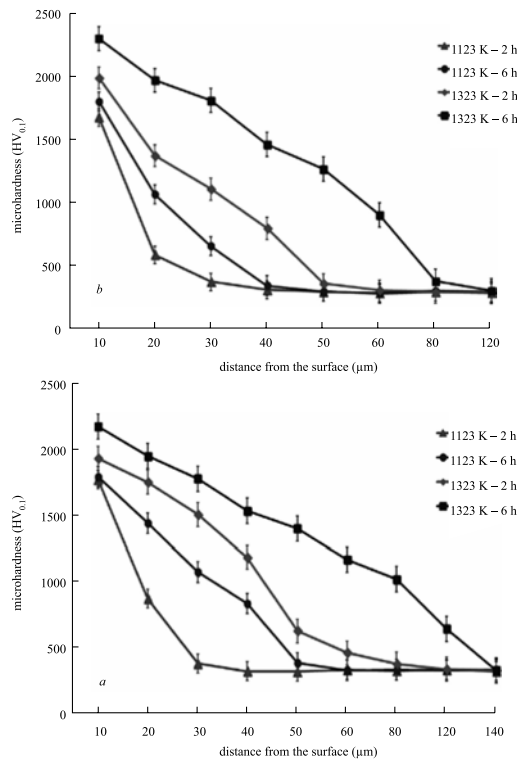 2500
2000
1500
1000
500
0
microhardness (HV0.1)
1123 K – 2 h
1123 K – 6 h
1323 K – 2 h
1323 K – 6 h
b
10 20 30 40 50 60 80 120
distance from the surface (μm)
2500
2000
1500
1000
500
0
microhardness (HV0.1)
1123 K – 2 h
1123 K – 6 h
1323 K – 2 h
1323 K – 6 h
a
10 20 30 40 50 60 80 120 140
distance from the surface (μm)